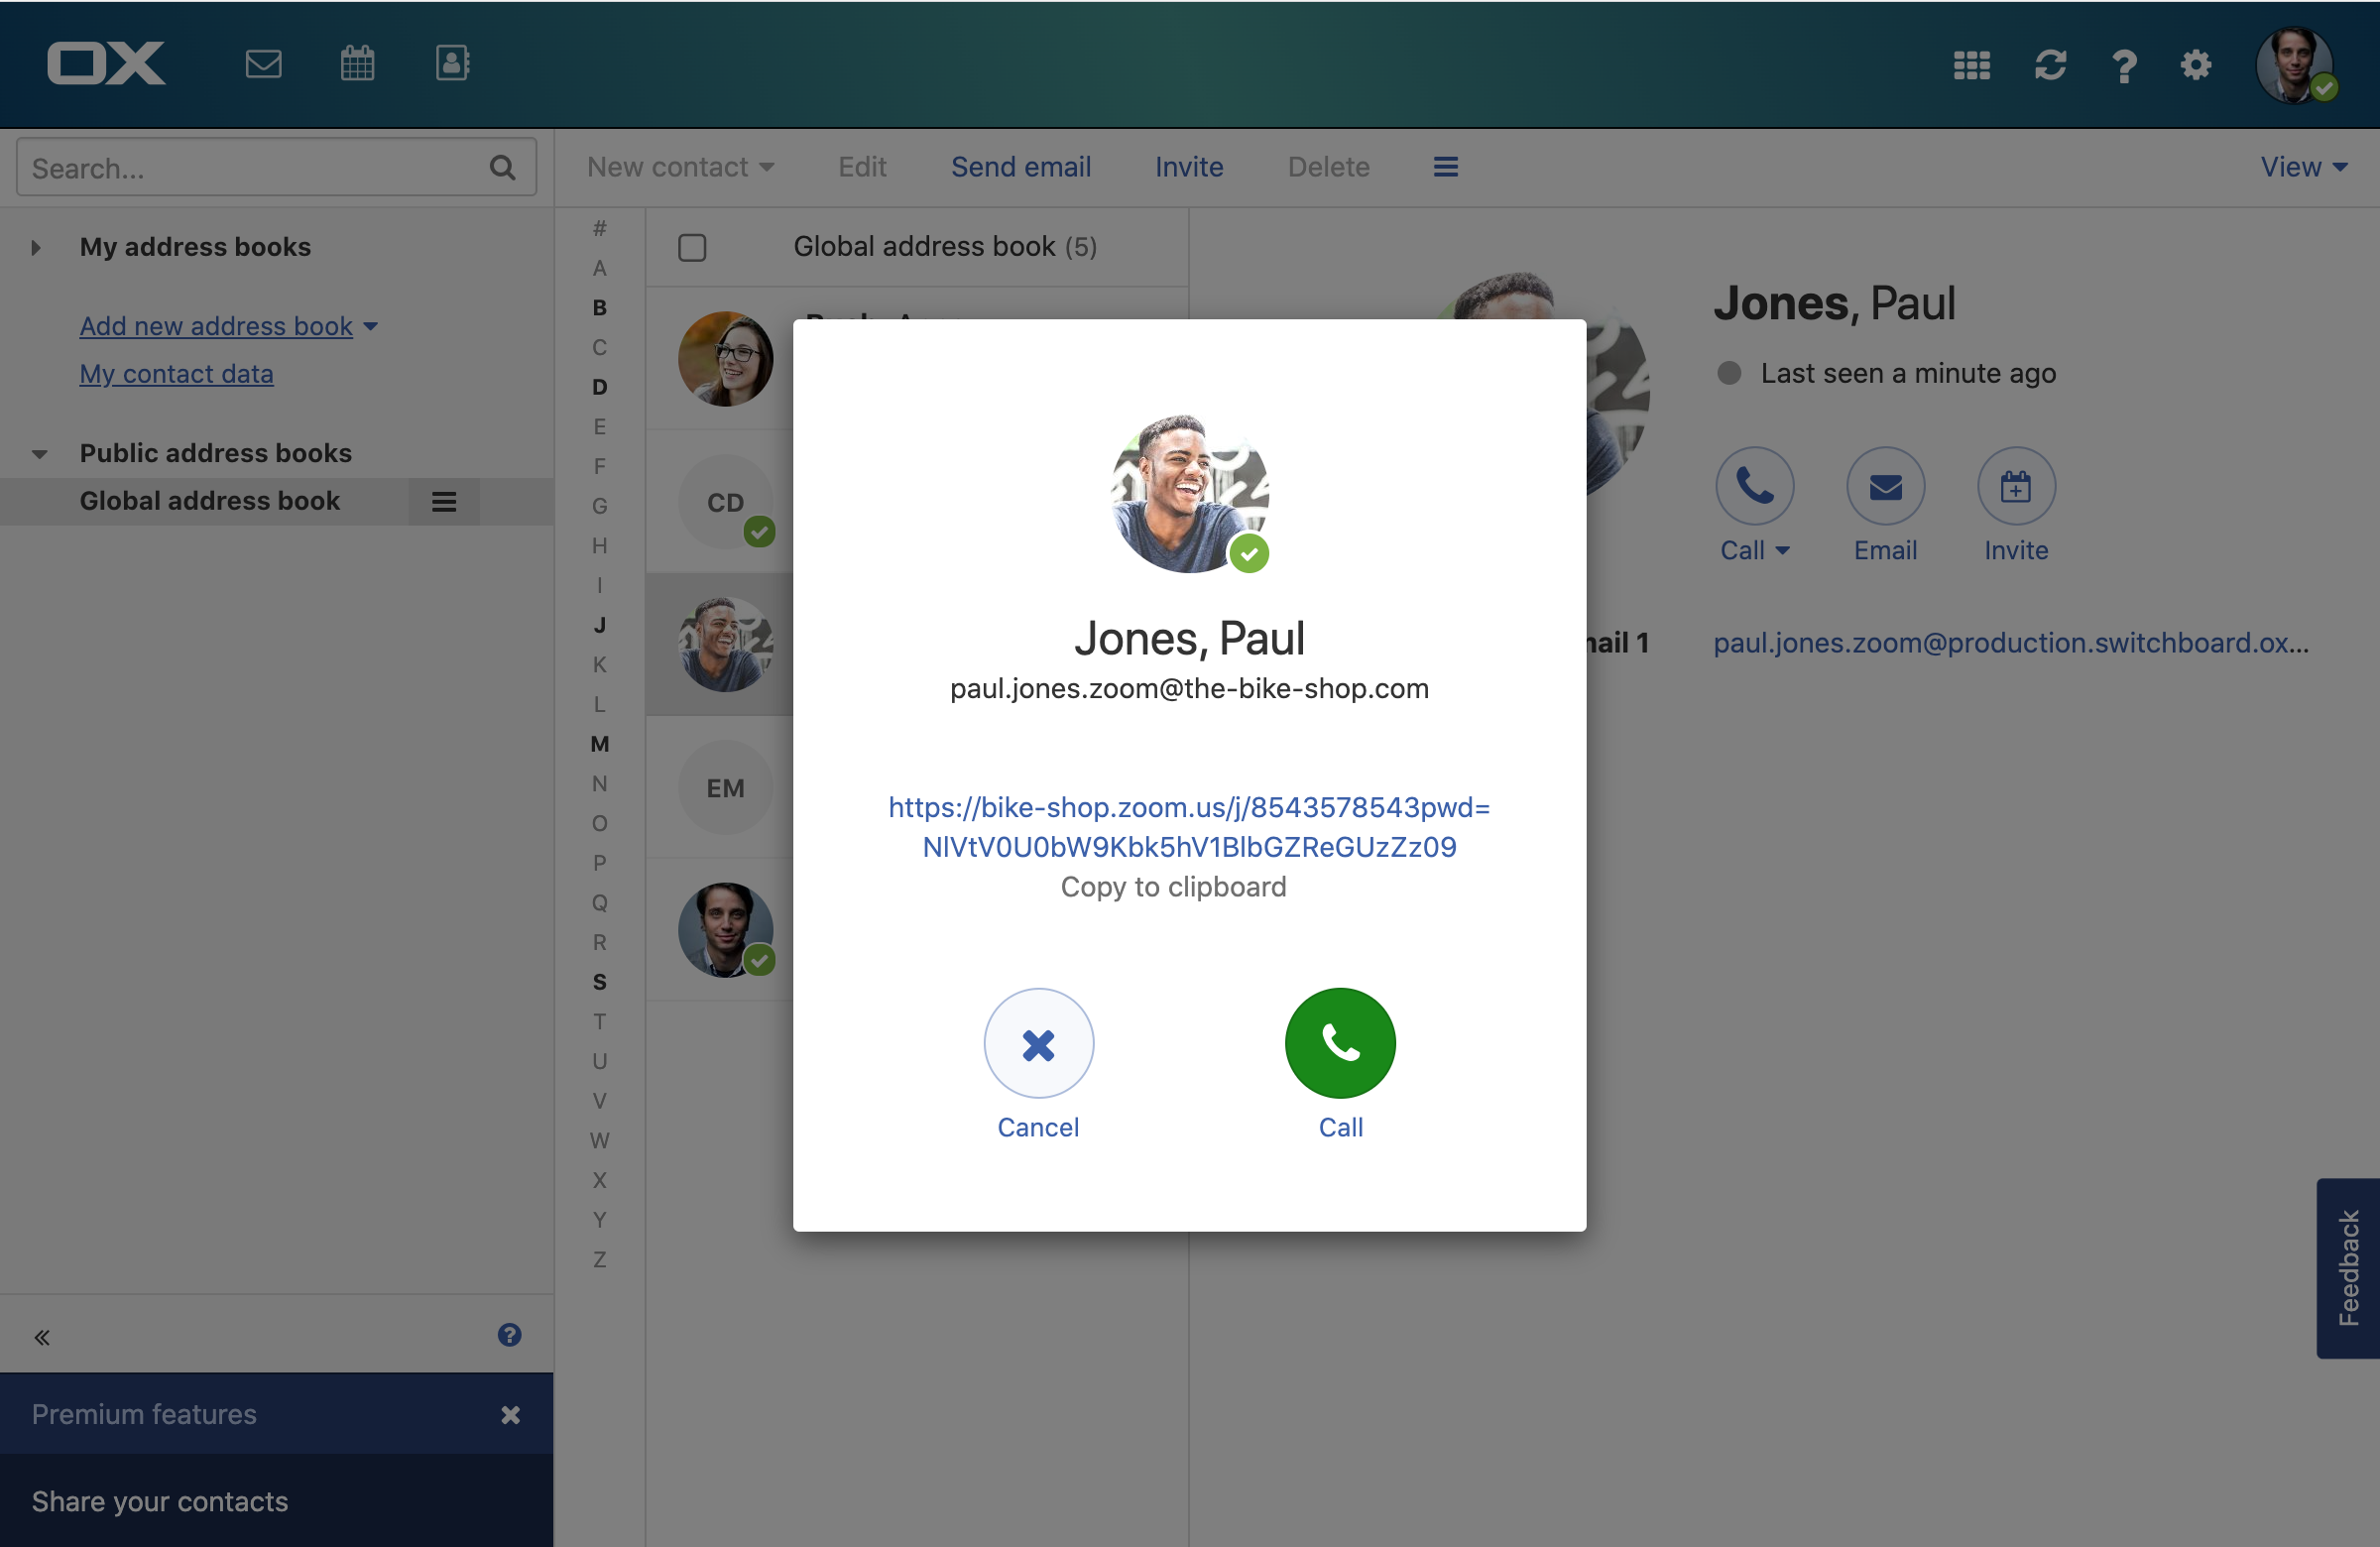 OX
Search...
New contact
Edit
Send email
Invite
Delete
View
My address books
Add new address book
My contact data
Public address books
Global address book
#
A
B
C
D
E
F
G
H
I
J
K
L
M
N
O
P
Q
R
S
T
U
V
W
X
Y
Z
Global address book (5)
CD
EM
Jones, Paul
paul.jones.zoom@the-bike-shop.com
https://bike-shop.zoom.us/j/8543578543pwd=
NlVtV0U0bW9Kbk5hV1BlbGZReGUzZz09
Copy to clipboard
Cancel
Call
Jones, Paul
Last seen a minute ago
Call
Email
Invite
1
paul.jones.zoom@production.switchboard.ox...
Feedback
Premium features
Share your contacts